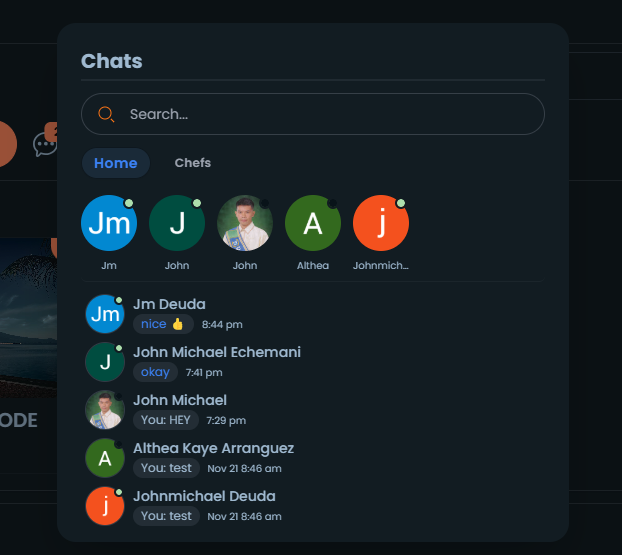 Chats
Search...
Home Chefs
Jm J A j
Jm John John Althea Johnmich...
Jm Jm Deuda
nice 👍 8:44 pm
J John Michael Echemani
okay 7:41 pm
John Michael
You: HEY 7:29 pm
A Althea Kaye Arranguez
You: test Nov 21 8:46 am
j Johnmichael Deuda
You: test Nov 21 8:46 am
ODE